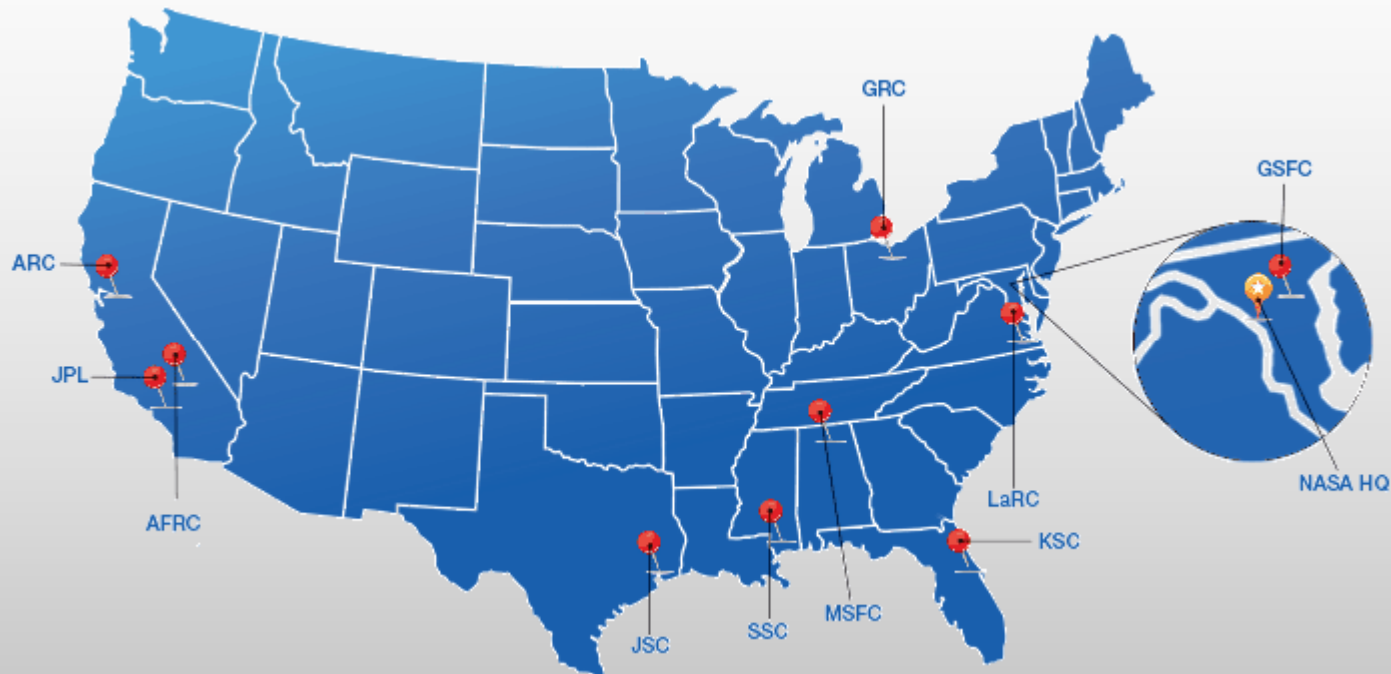 GRC
GSFC
ARC
JPL
AFRC
LaRC
NASA HQ
KSC
MSFC
SSC
JSC